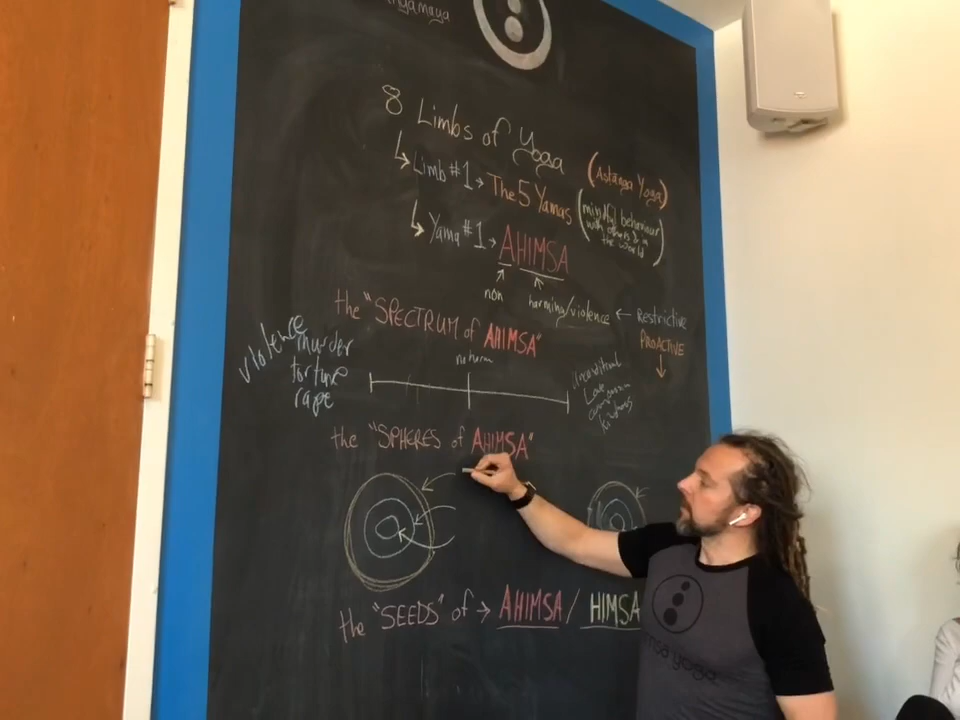 8 Limbs of Yoga
Limb #1 → The 5 Yamas
(Astanga Yoga)
(mindful behaviour
with others & in
the world)
Yama #1 → AHIMSA
non
harming/violence ← Restrictive
PROACTIVE
the "SPECTRUM of AHIMSA"
no harm
violence
murder
torture
rape
Unconditional
Love
compassion
kindness
the "SPHERES of AHIMSA"
the "SEEDS" of → AHIMSA / HIMSA
yoga